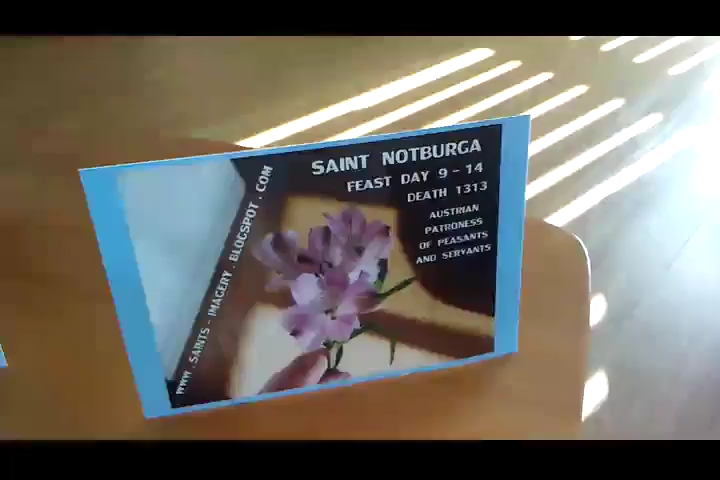 SAINT NOTBURGA
FEAST DAY 9 - 14
DEATH 1313
AUSTRIAN
PATRONESS
OF PEASANTS
AND SERVANTS
WWW . SAINTS - IMAGERY . BLOGSPOT . COM